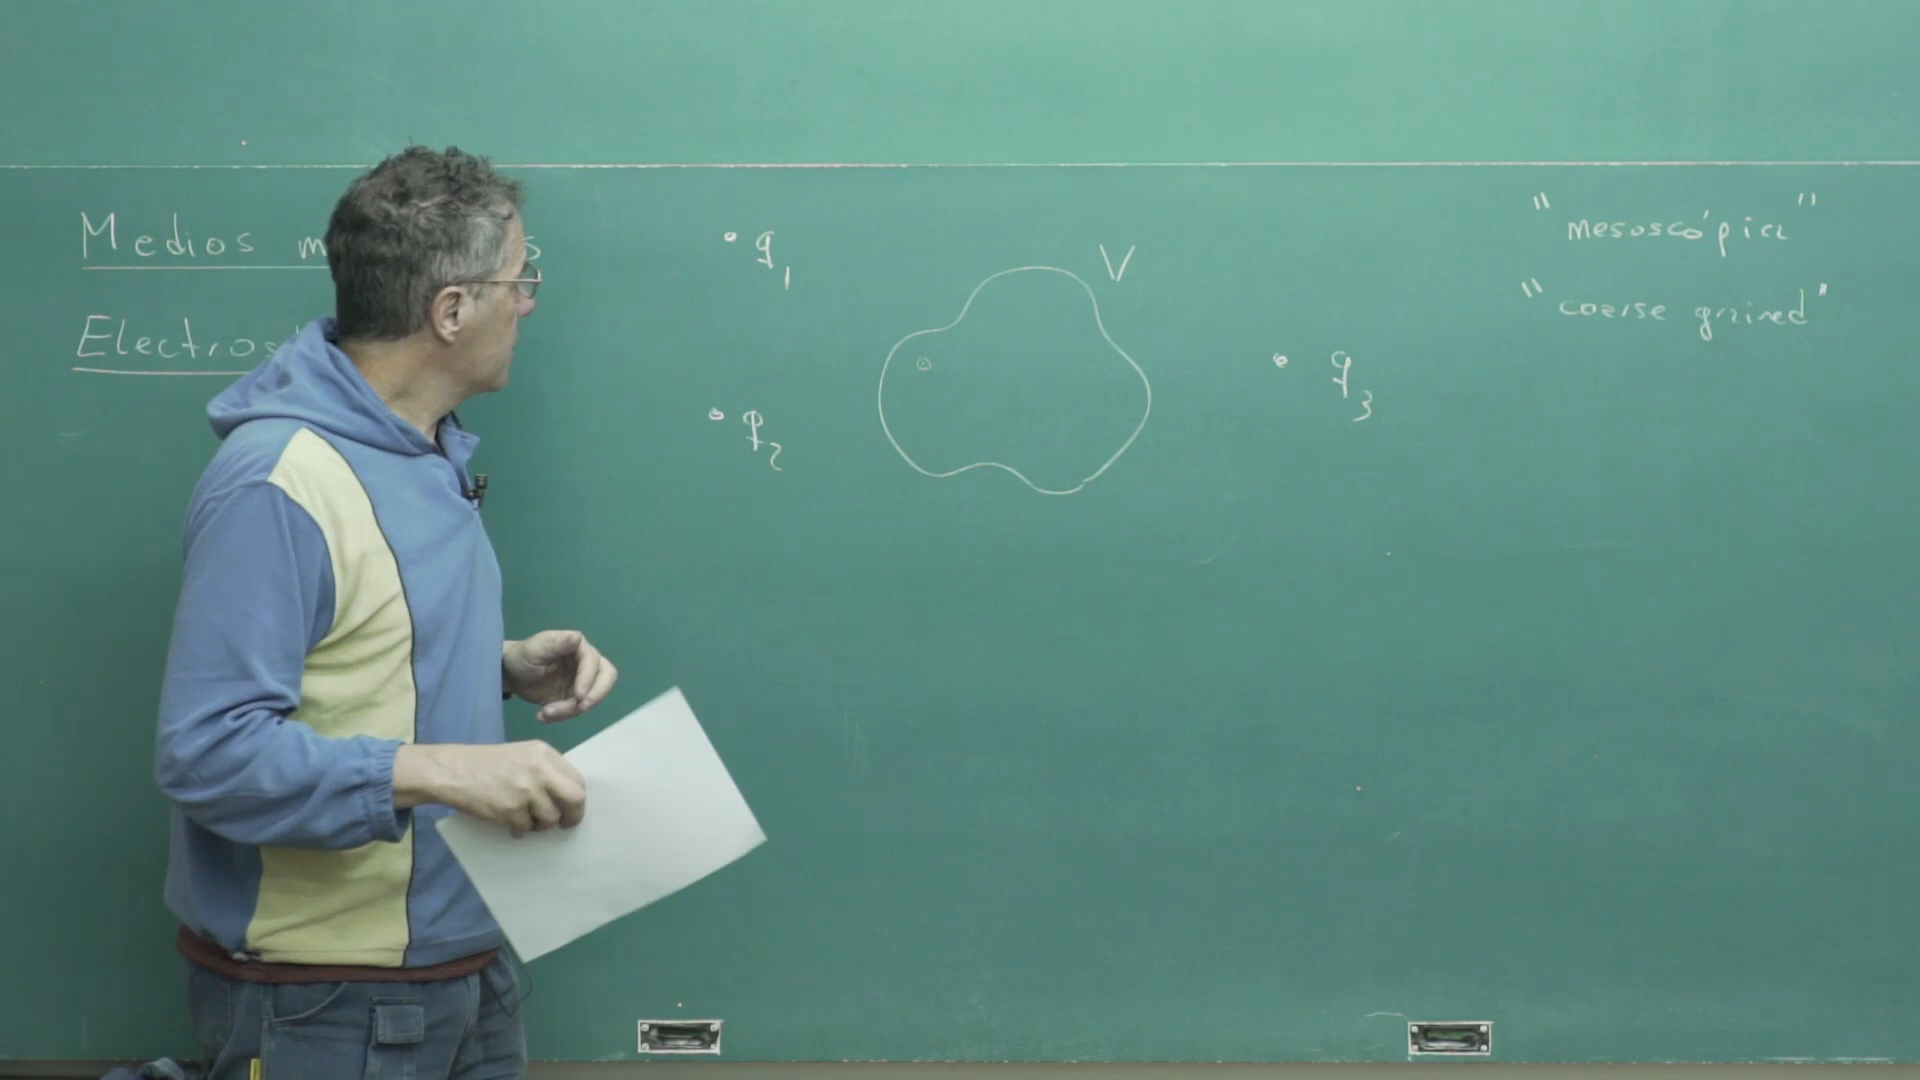 Medios
q1
V
"mesoscópica"
Electros
"coarse grained"
q2
q3